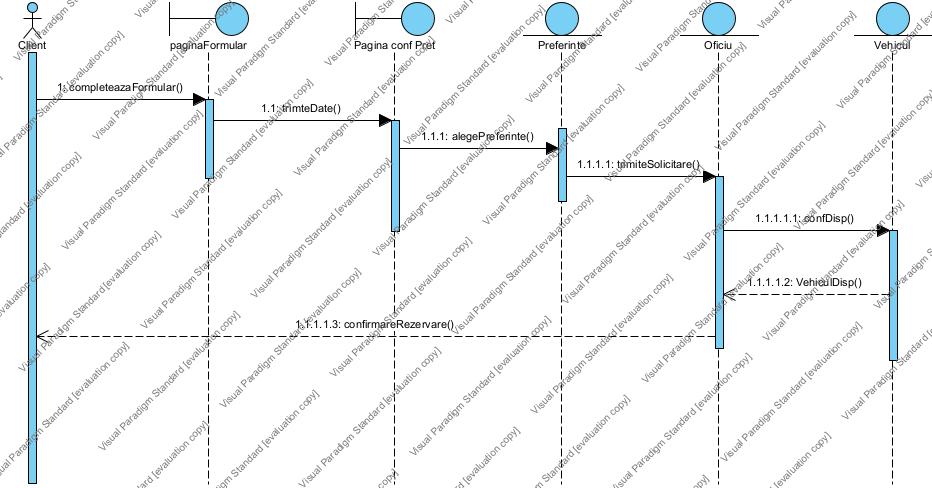 Client
paginaFormular
Pagina conf Pret
Preferinte
Oficiu
Vehicul
1: completeazaFormular()
1.1: trimteDate()
1.1.1: alegePreferinte()
1.1.1.1: trimiteSolicitare()
1.1.1.1.1: confDisp()
1.1.1.1.2: VehiculDisp()
1.1.1.1.3: confirmareRezervare()
Visual Paradigm Standard [evaluation copy]